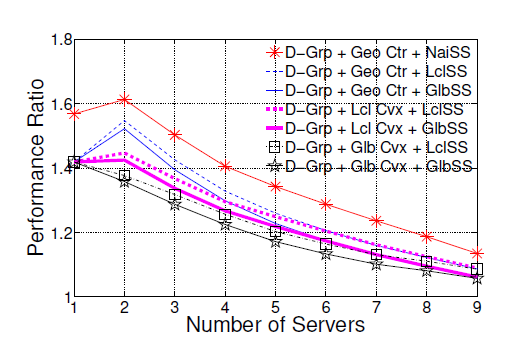 1.8
1.6
1.4
1.2
1
Performance Ratio
D-Grp + Geo Ctr + NaiSS
D-Grp + Geo Ctr + LclSS
D-Grp + Geo Ctr + GlbSS
D-Grp + Lcl Cvx + LclSS
D-Grp + Lcl Cvx + GlbSS
D-Grp + Glb Cvx + LclSS
D-Grp + Glb Cvx + GlbSS
1 2 3 4 5 6 7 8 9
Number of Servers